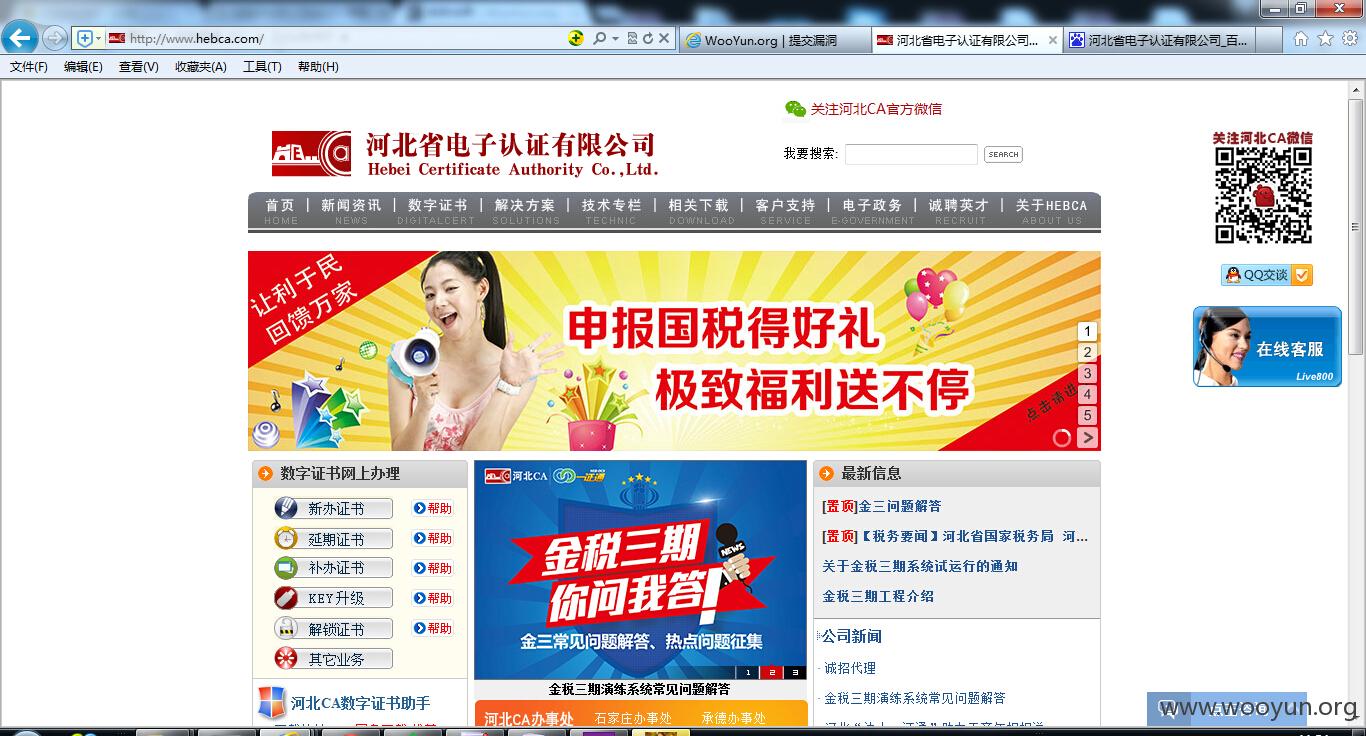 http://www.hebca.com/
WooYun.org | 提交漏洞
河北省电子认证有限公司...
河北省电子认证有限公司_百...
文件(F) 编辑(E) 查看(V) 收藏夹(A) 工具(T) 帮助(H)
关注河北CA官方微信
河北省电子认证有限公司
Hebei Certificate Authority Co.,Ltd.
我要搜索:
SEARCH
关注河北CA微信
首页 | 新闻资讯 | 数字证书 | 解决方案 | 技术专栏 | 相关下载 | 客户支持 | 电子政务 | 诚聘英才 | 关于HEBCA
HOME NEWS DIGITALCERT SOLUTIONS TECHNIC DOWNLOAD SERVICE E-GOVERNMENT RECRUIT ABOUT US
QQ交谈
让利于民
回馈万家
申报国税得好礼
极致福利送不停
点击请进
1
2
3
4
5
在线客服
Live800
数字证书网上办理
新办证书 帮助
延期证书 帮助
补办证书 帮助
KEY升级 帮助
解锁证书 帮助
其它业务
河北CA数字证书助手
河北CA
一证通
金税三期
你问我答!
NEWS
金三常见问题解答、热点问题征集
1 2 3
金税三期演练系统常见问题解答
河北CA办事处 石家庄办事处 承德办事处
最新信息
[置顶]金三问题解答
[置顶]【税务要闻】河北省国家税务局 河...
关于金税三期系统试运行的通知
金税三期工程介绍
公司新闻
· 诚招代理
· 金税三期演练系统常见问题解答
www.wooyun.org